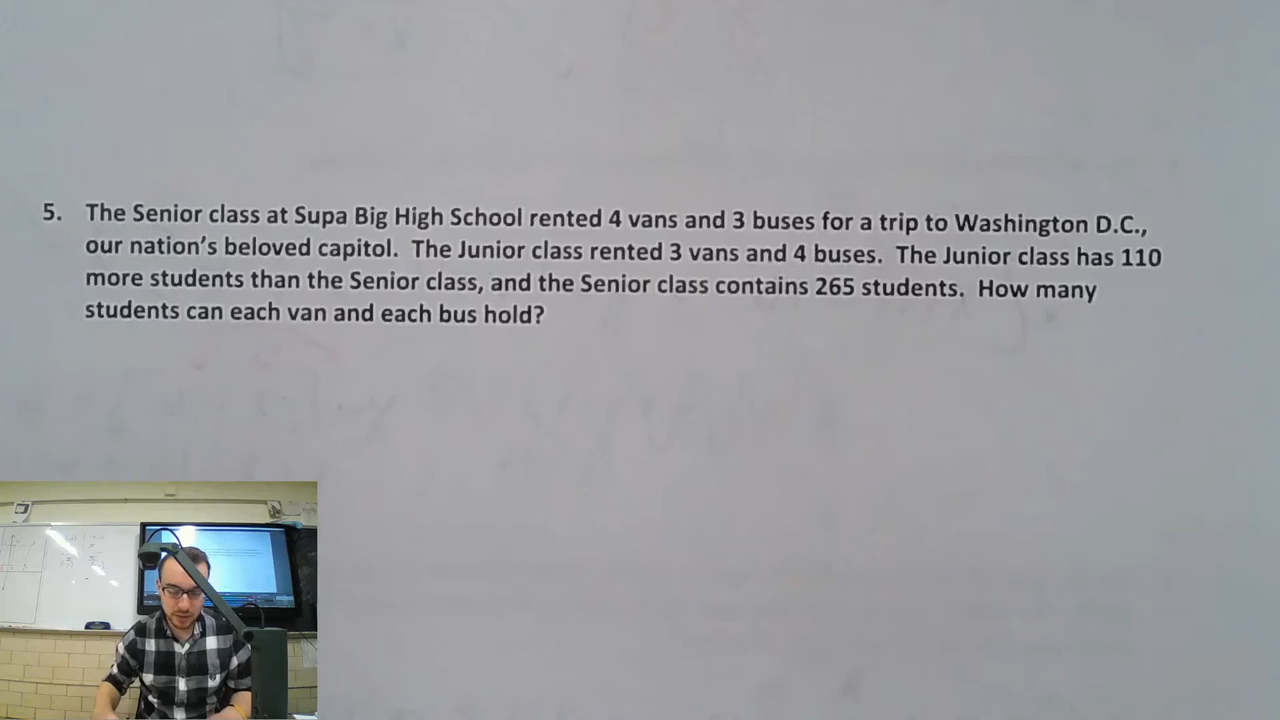 5. The Senior class at Supa Big High School rented 4 vans and 3 buses for a trip to Washington D.C.,
our nation's beloved capitol. The Junior class rented 3 vans and 4 buses. The Junior class has 110
more students than the Senior class, and the Senior class contains 265 students. How many
students can each van and each bus hold?